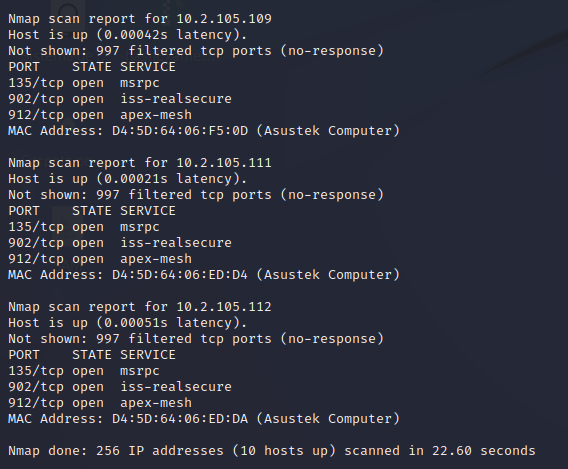 Nmap scan report for 10.2.105.109
Host is up (0.00042s latency).
Not shown: 997 filtered tcp ports (no-response)
PORT    STATE SERVICE
135/tcp open  msrpc
902/tcp open  iss-realsecure
912/tcp open  apex-mesh
MAC Address: D4:5D:64:06:F5:0D (Asustek Computer)

Nmap scan report for 10.2.105.111
Host is up (0.00021s latency).
Not shown: 997 filtered tcp ports (no-response)
PORT    STATE SERVICE
135/tcp open  msrpc
902/tcp open  iss-realsecure
912/tcp open  apex-mesh
MAC Address: D4:5D:64:06:ED:D4 (Asustek Computer)

Nmap scan report for 10.2.105.112
Host is up (0.00051s latency).
Not shown: 997 filtered tcp ports (no-response)
PORT    STATE SERVICE
135/tcp open  msrpc
902/tcp open  iss-realsecure
912/tcp open  apex-mesh
MAC Address: D4:5D:64:06:ED:DA (Asustek Computer)

Nmap done: 256 IP addresses (10 hosts up) scanned in 22.60 seconds